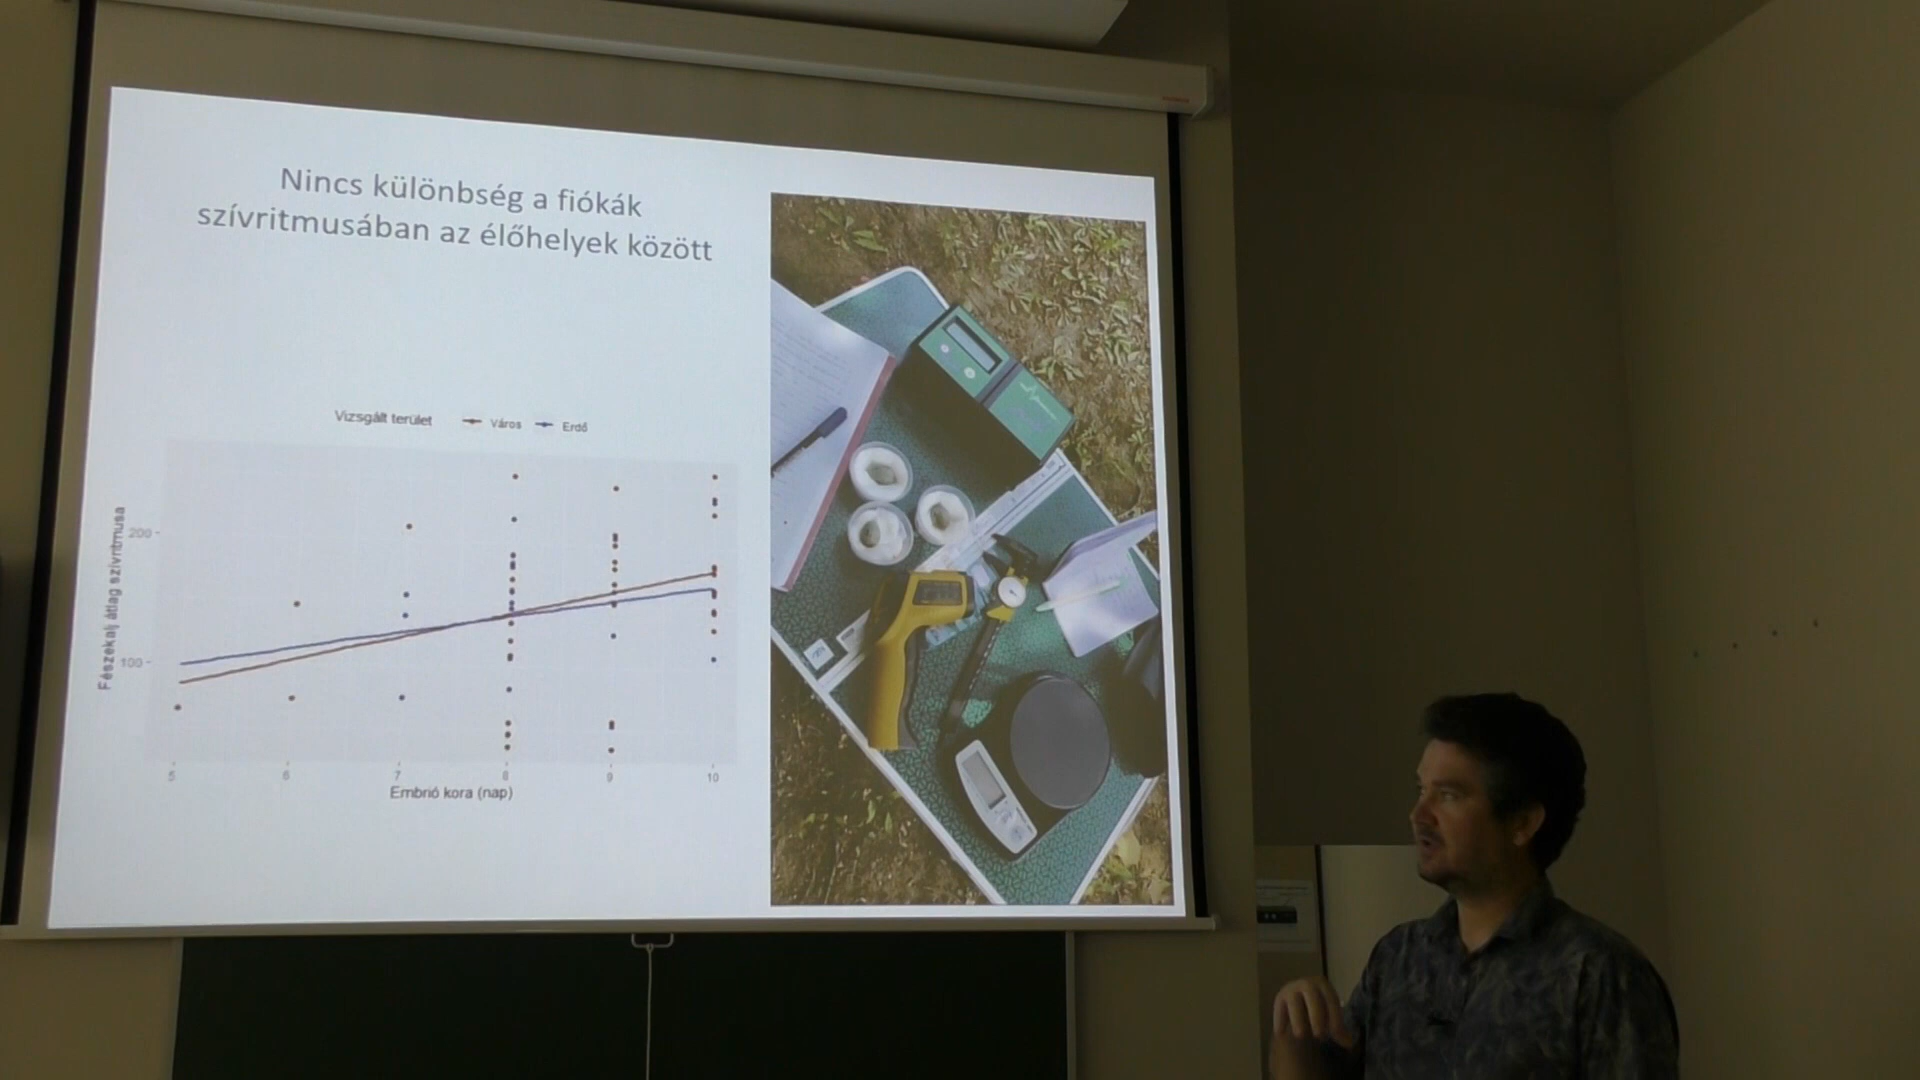 Nincs különbség a fiókák
szívritmusában az élőhelyek között
Vizsgált terület
Város
Erdő
Fészekalj átlag szívritmusa
200
100
5
6
7
8
9
10
Embrió kora (nap)